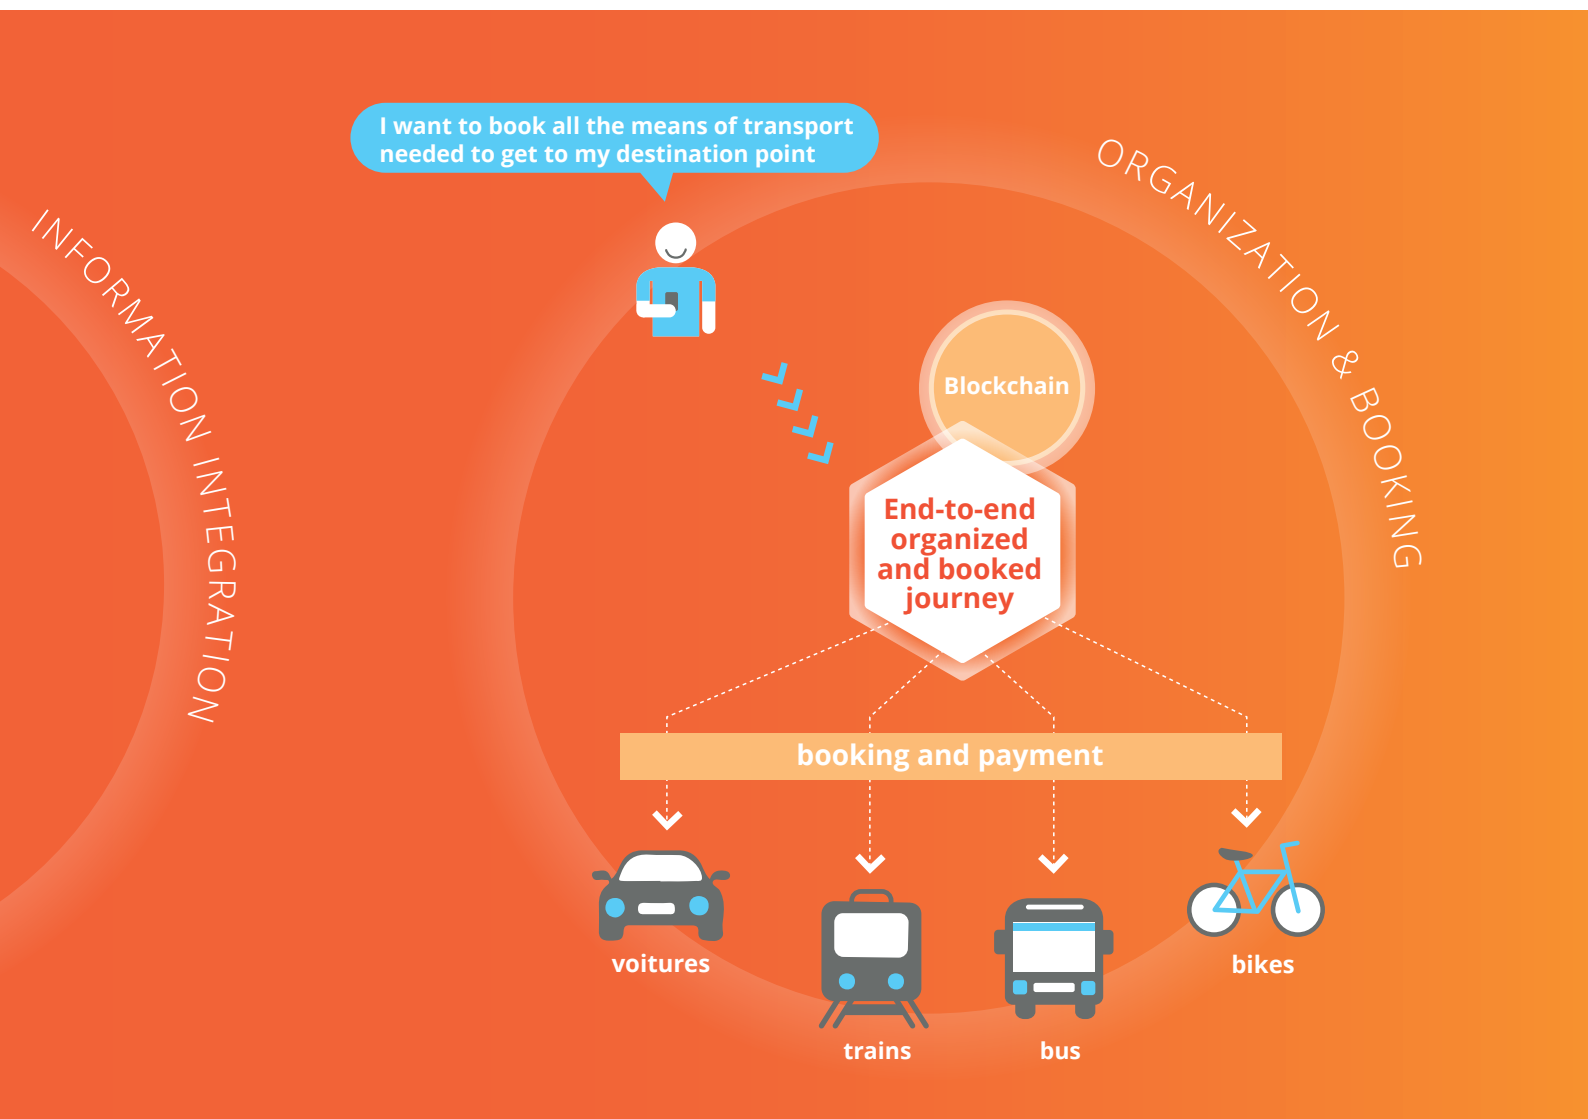 I want to book all the means of transport
needed to get to my destination point
INFORMATION INTEGRATION
ORGANIZATION & BOOKING
Blockchain
End-to-end
organized
and booked
journey
booking and payment
voitures
trains
bus
bikes